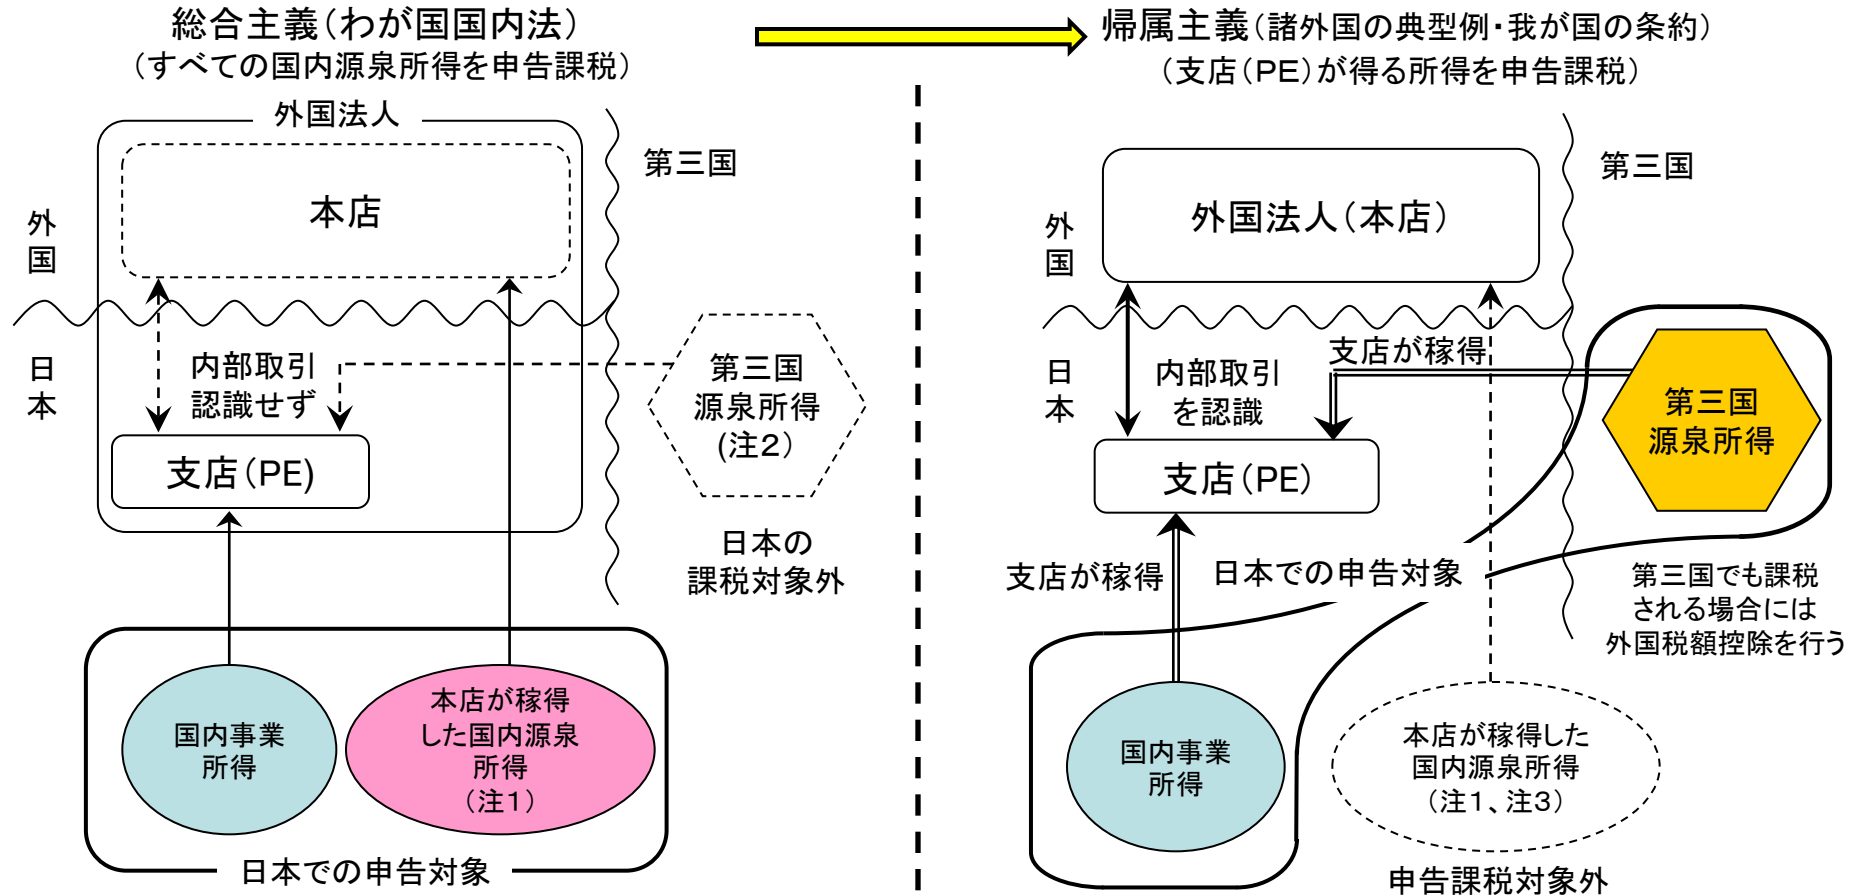 総合主義（わが国国内法）
（すべての国内源泉所得を申告課税）
外国法人
第三国
本店
外
国
日
本
内部取引
認識せず
第三国
源泉所得
(注２）
支店（PE)
日本の
課税対象外
国内事業
所得
本店が稼得
した国内源泉
所得
（注１）
日本での申告対象
帰属主義（諸外国の典型例・我が国の条約）
（支店（ＰＥ）が得る所得を申告課税）
第三国
外国法人（本店）
外
国
日
本
支店が稼得
内部取引
を認識
第三国
源泉所得
支店（PE）
支店が稼得
日本での申告対象
第三国でも課税
される場合には
外国税額控除を行う
国内事業
所得
本店が稼得した
国内源泉所得
（注１、注３）
申告課税対象外